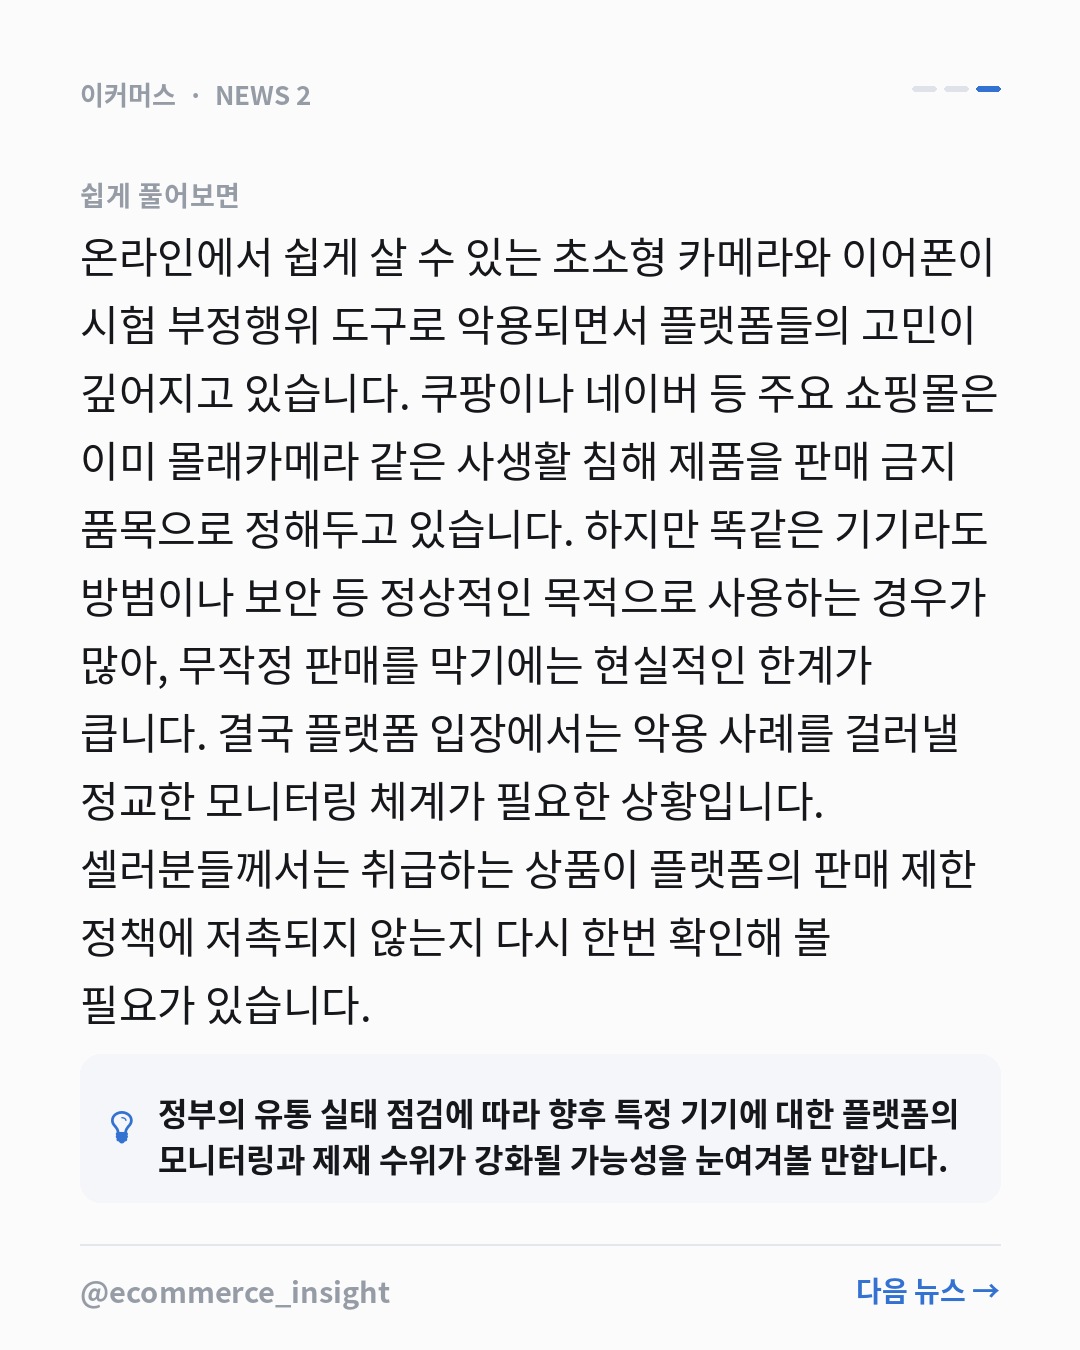 이커머스 · NEWS 2
쉽게 풀어보면
온라인에서 쉽게 살 수 있는 초소형 카메라와 이어폰이
시험 부정행위 도구로 악용되면서 플랫폼들의 고민이
깊어지고 있습니다. 쿠팡이나 네이버 등 주요 쇼핑몰은
이미 몰래카메라 같은 사생활 침해 제품을 판매 금지
품목으로 정해두고 있습니다. 하지만 똑같은 기기라도
방범이나 보안 등 정상적인 목적으로 사용하는 경우가
많아, 무작정 판매를 막기에는 현실적인 한계가
큽니다. 결국 플랫폼 입장에서는 악용 사례를 걸러낼
정교한 모니터링 체계가 필요한 상황입니다.
셀러분들께서는 취급하는 상품이 플랫폼의 판매 제한
정책에 저촉되지 않는지 다시 한번 확인해 볼
필요가 있습니다.
정부의 유통 실태 점검에 따라 향후 특정 기기에 대한 플랫폼의
모니터링과 제재 수위가 강화될 가능성을 눈여겨볼 만합니다.
@ecommerce_insight
다음 뉴스 →